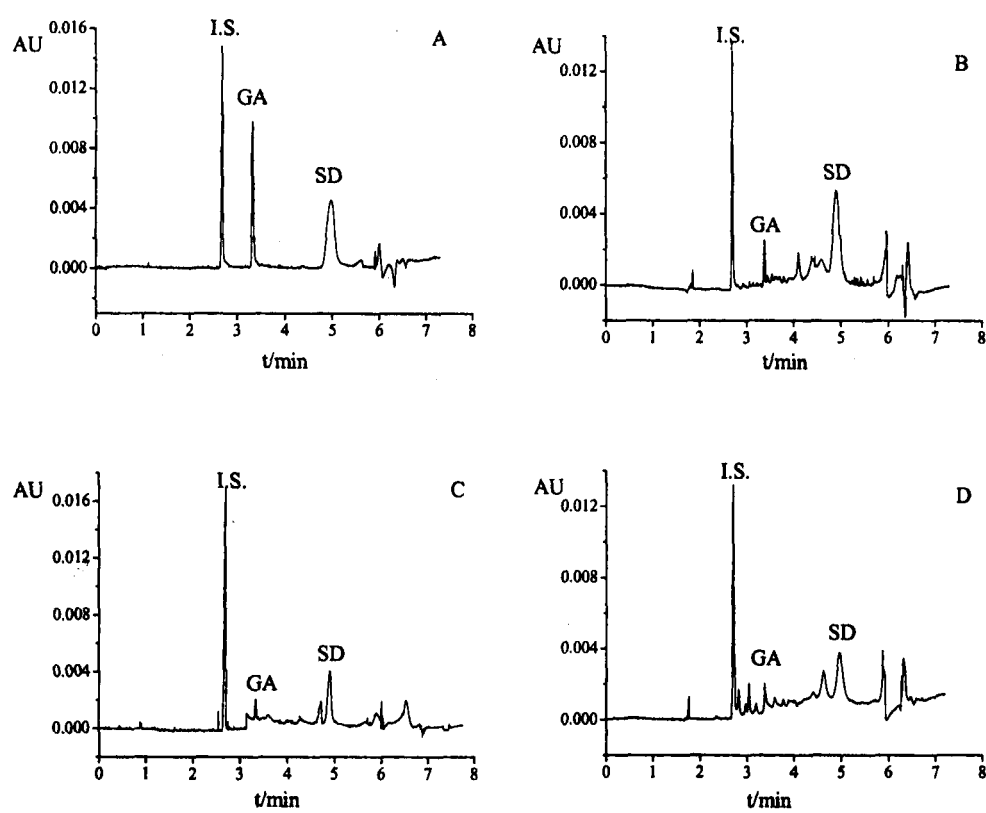 A
AU
0.016
0.012
0.008
0.004
0.000
I.S.
GA
SD
0 1 2 3 4 5 6 7 8
t/min
B
AU
0.012
0.008
0.004
0.000
I.S.
GA
SD
0 1 2 3 4 5 6 7 8
t/min
C
AU
0.016
0.012
0.008
0.004
0.000
I.S.
GA
SD
0 1 2 3 4 5 6 7 8
t/min
D
AU
0.012
0.008
0.004
0.000
I.S.
GA
SD
0 1 2 3 4 5 6 7 8
t/min